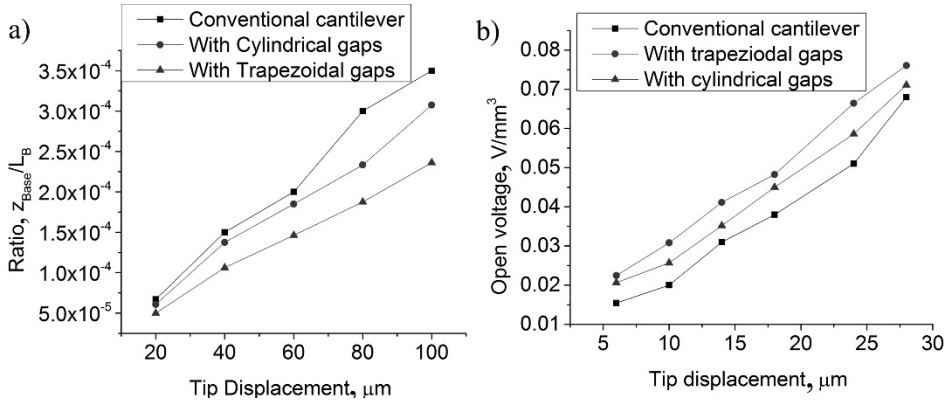 a)
Conventional cantilever
With Cylindrical gaps
With Trapezoidal gaps
3.5x10-4
3.0x10-4
2.5x10-4
2.0x10-4
1.5x10-4
1.0x10-4
5.0x10-5
Ratio, zBase/LB
20 40 60 80 100
Tip Displacement, μm
b)
Conventional cantilever
With trapeziodal gaps
With cylindrical gaps
0.08
0.07
0.06
0.05
0.04
0.03
0.02
0.01
Open voltage, V/mm3
5 10 15 20 25 30
Tip displacement, μm